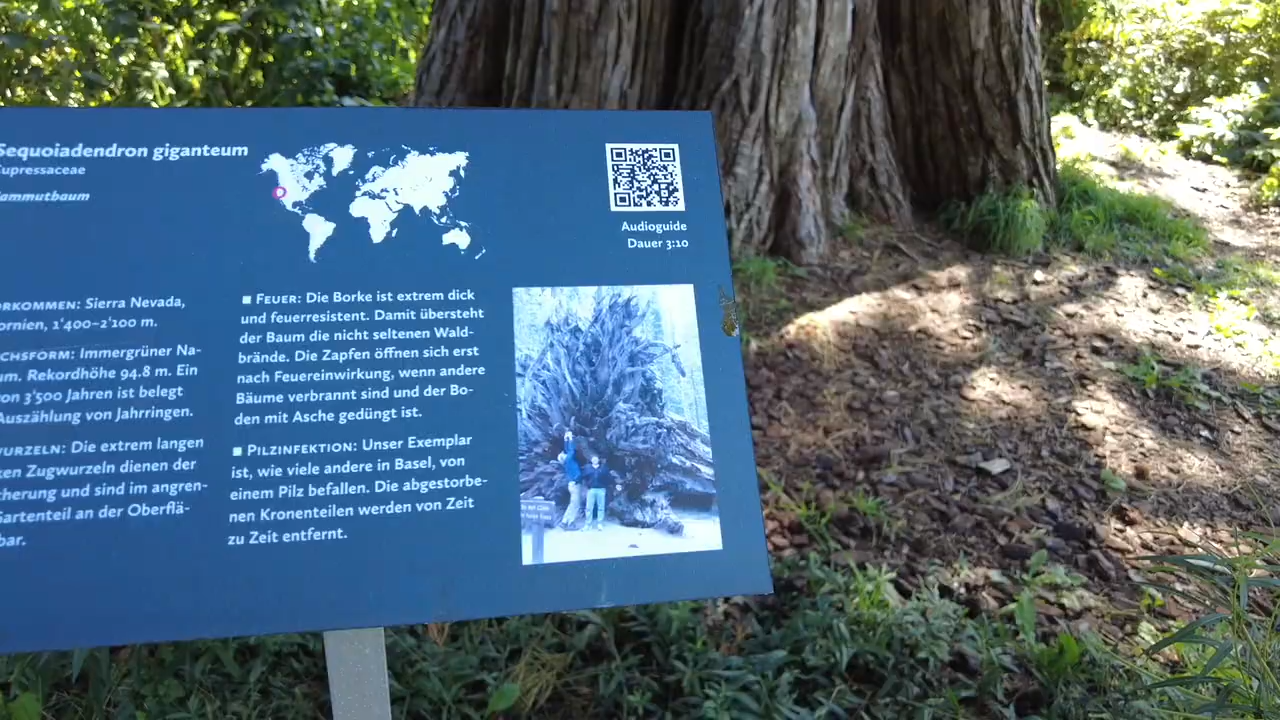 Sequoiadendron giganteum
Cupressaceae
ammutbaum
Audioguide
Dauer 3:10
ORKOMMEN: Sierra Nevada,
ornien, 1'400–2'100 m.
CHSFORM: Immergrüner Na-
um. Rekordhöhe 94.8 m. Ein
on 3'500 Jahren ist belegt
Auszählung von Jahrringen.
WURZELN: Die extrem langen
ken Zugwurzeln dienen der
cherung und sind im angren-
Gartenteil an der Oberflä-
bar.
■ FEUER: Die Borke ist extrem dick
und feuerresistent. Damit übersteht
der Baum die nicht seltenen Wald-
brände. Die Zapfen öffnen sich erst
nach Feuereinwirkung, wenn andere
Bäume verbrannt sind und der Bo-
den mit Asche gedüngt ist.
■ PILZINFEKTION: Unser Exemplar
ist, wie viele andere in Basel, von
einem Pilz befallen. Die abgestorbe-
nen Kronenteilen werden von Zeit
zu Zeit entfernt.